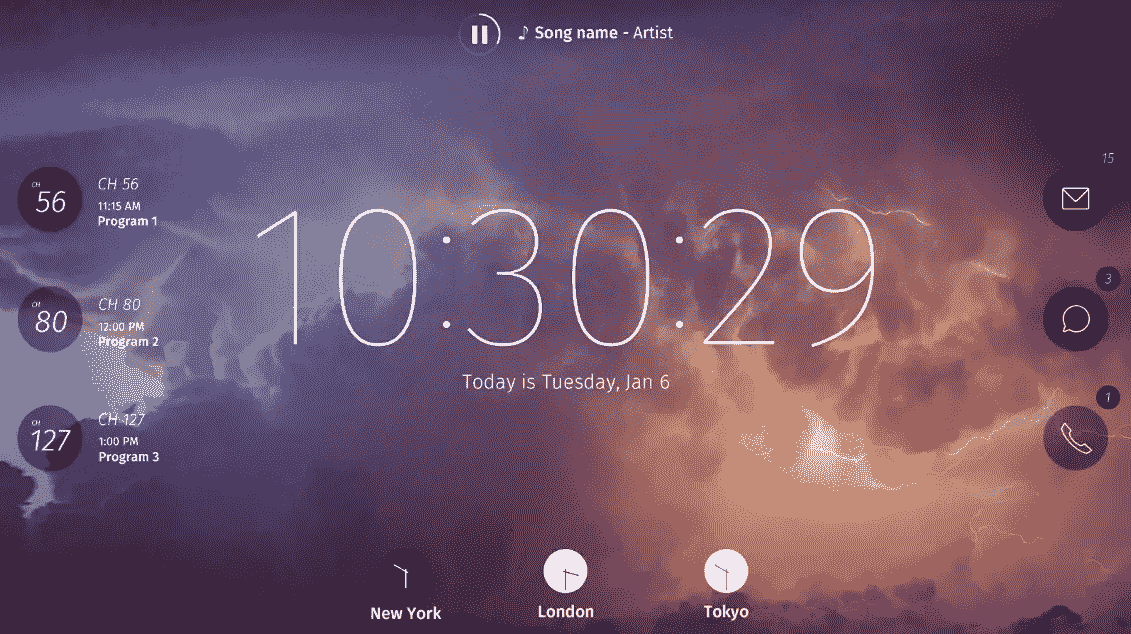 ♪ Song name - Artist
15
CH
56
CH 56
11:15 AM
Program 1
10:30:29
3
CH
80
CH 80
12:00 PM
Program 2
Today is Tuesday, Jan 6
1
CH
127
CH 127
1:00 PM
Program 3
New York
London
Tokyo